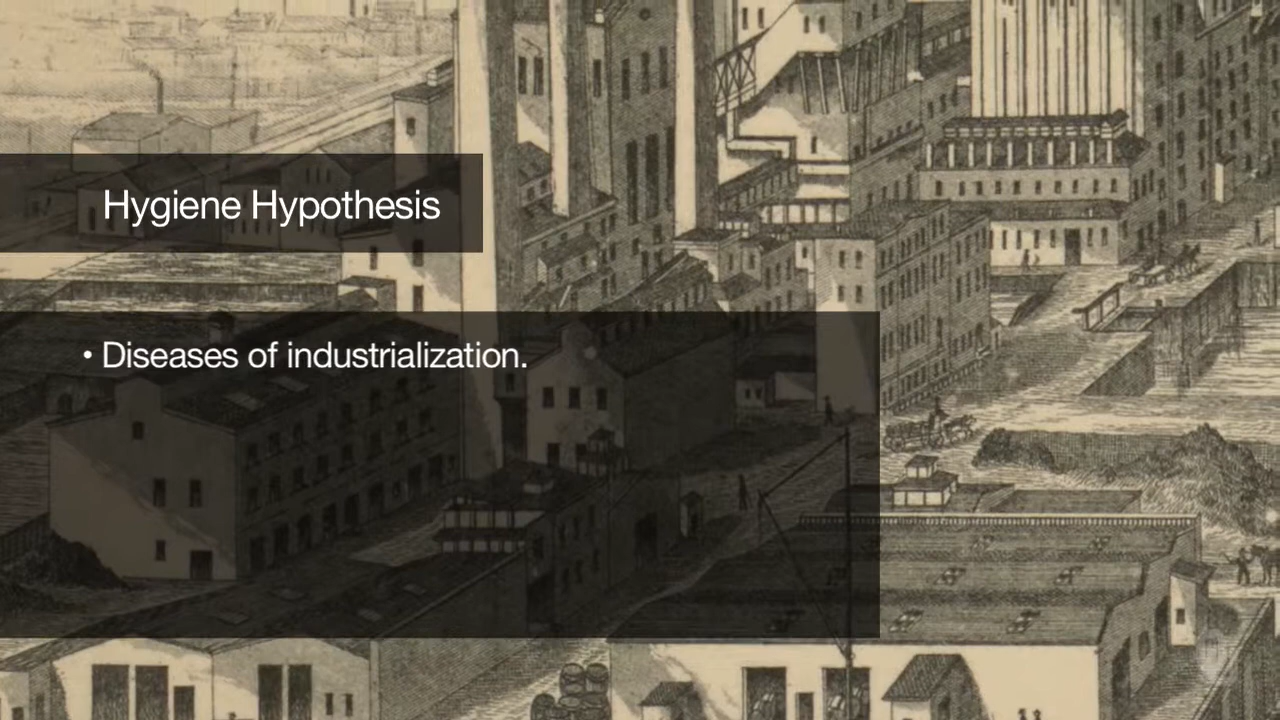 Hygiene Hypothesis
• Diseases of industrialization.